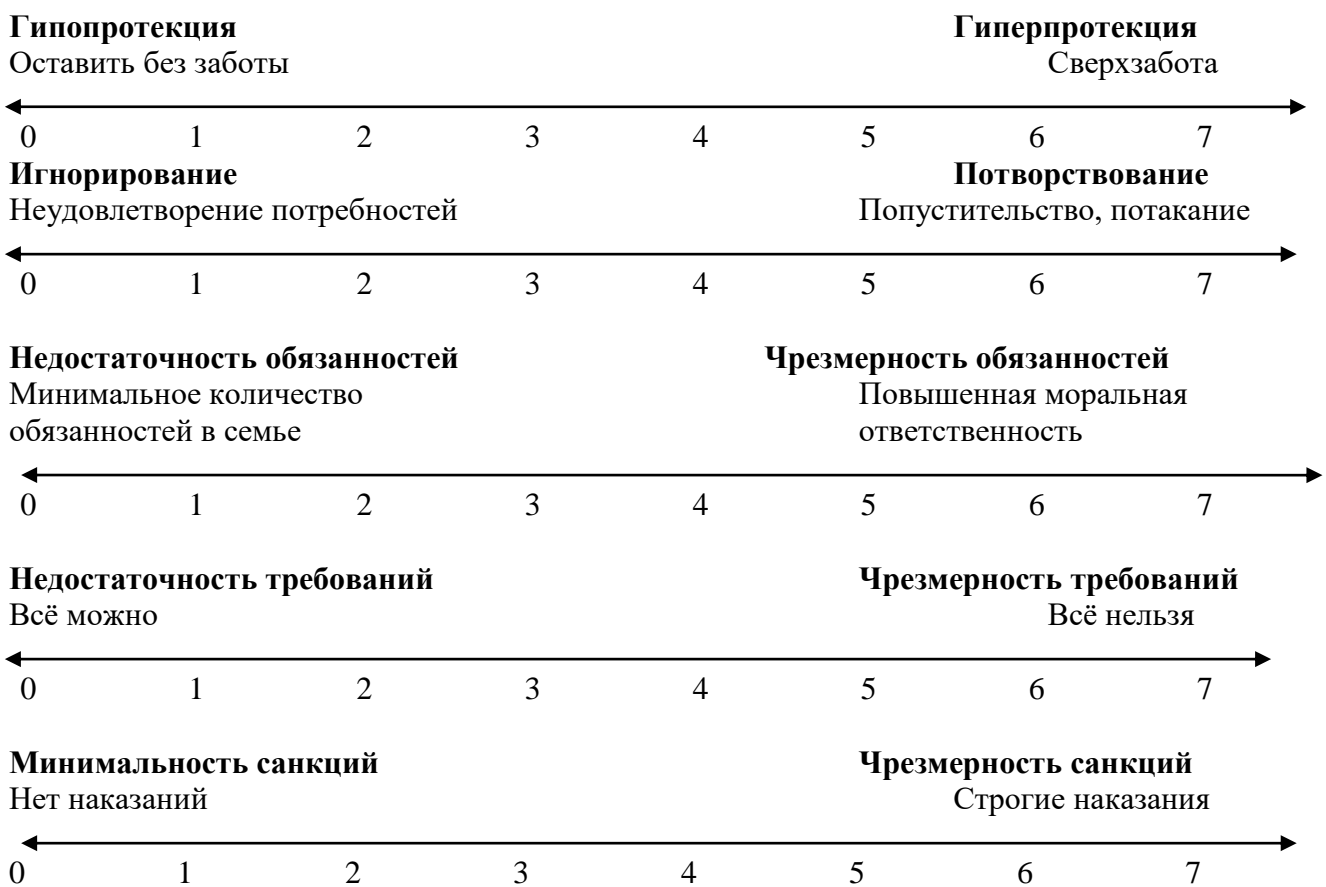 Гипопротекция Гиперпротекция
Оставить без заботы Сверхзабота
0 1 2 3 4 5 6 7
Игнорирование Потворствование
Неудовлетворение потребностей Попустительство, потакание
0 1 2 3 4 5 6 7
Недостаточность обязанностей Чрезмерность обязанностей
Минимальное количество Повышенная моральная
обязанностей в семье ответственность
0 1 2 3 4 5 6 7
Недостаточность требований Чрезмерность требований
Всё можно Всё нельзя
0 1 2 3 4 5 6 7
Минимальность санкций Чрезмерность санкций
Нет наказаний Строгие наказания
0 1 2 3 4 5 6 7